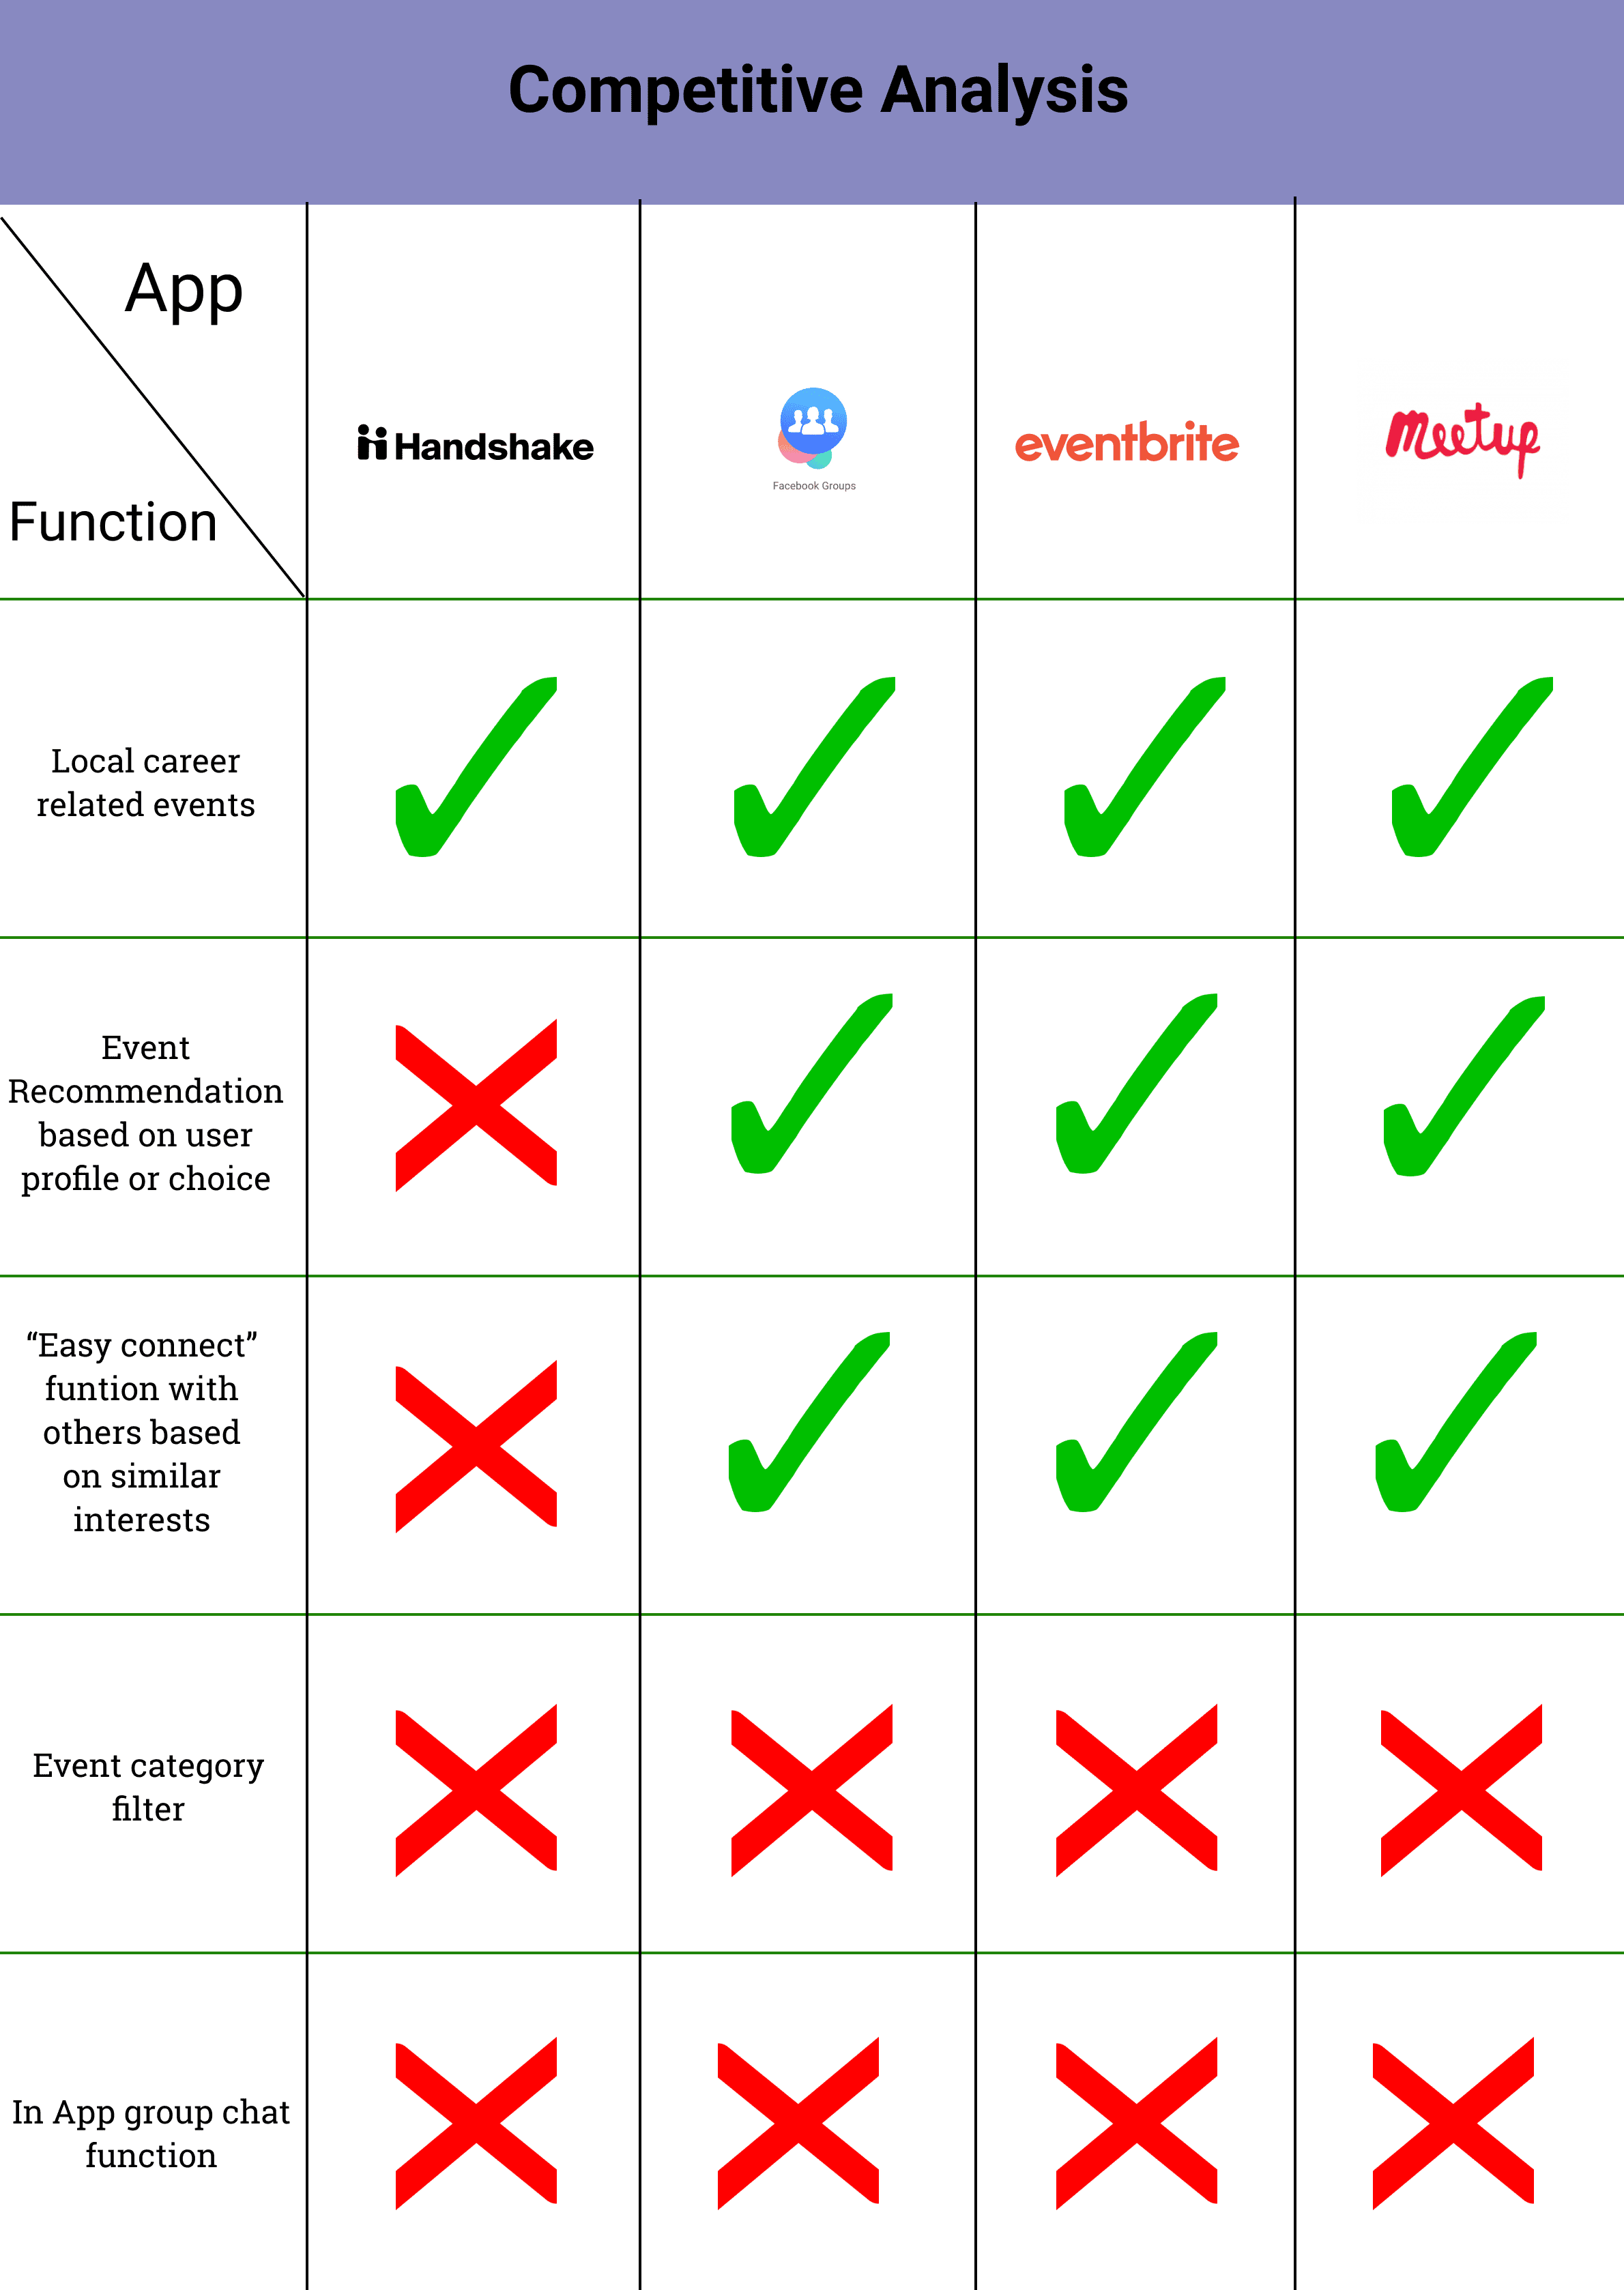 Competitive Analysis
App
Function
Handshake
Facebook Groups
eventbrite
meetup
Local career
related events
Event
Recommendation
based on user
profile or choice
“Easy connect”
funtion with
others based
on similar
interests
Event category
filter
In App group chat
function